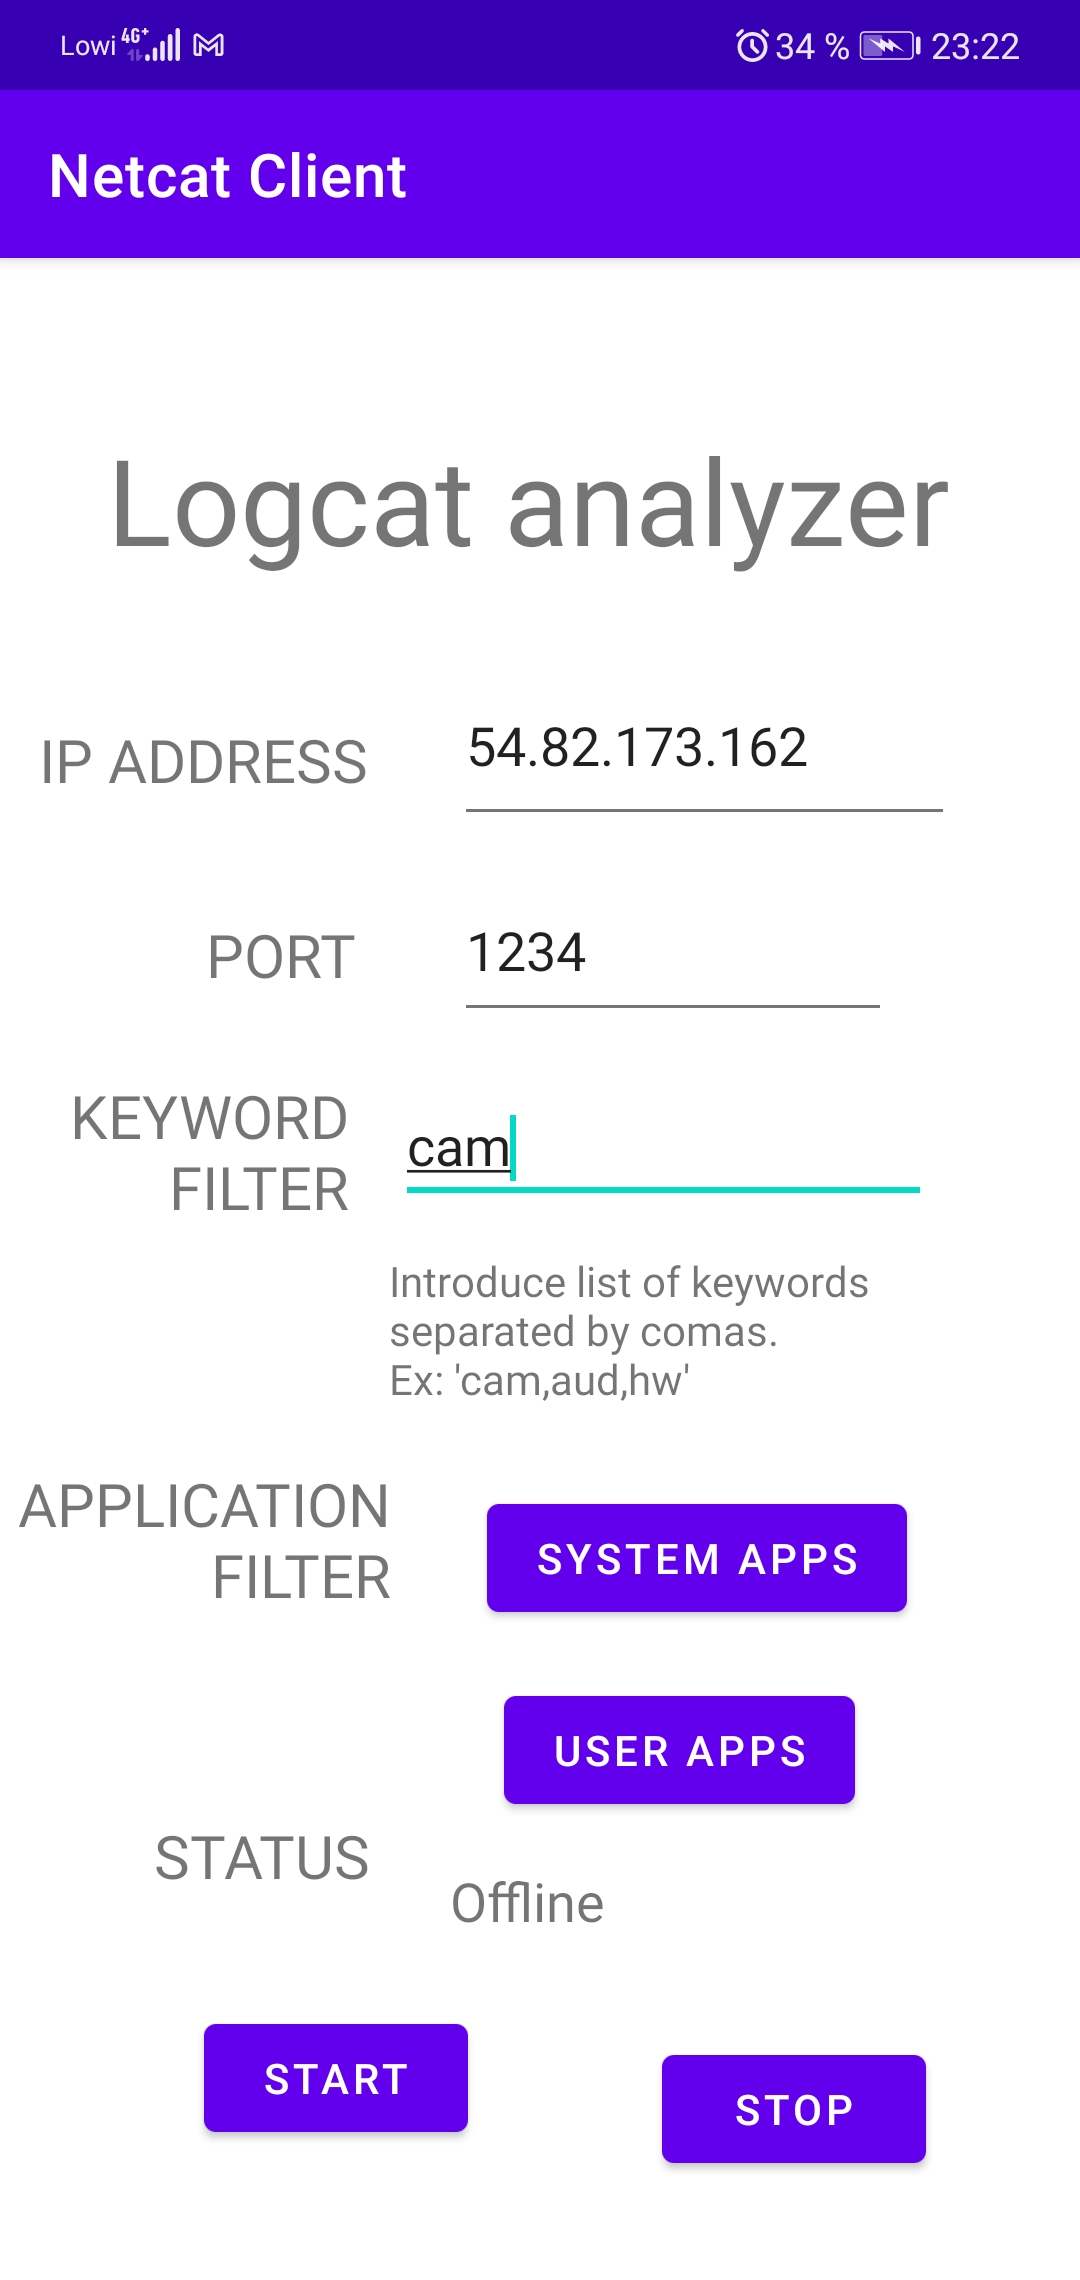 Lowi 4G+ 34 % 23:22
Netcat Client
Logcat analyzer
IP ADDRESS 54.82.173.162
PORT 1234
KEYWORD
FILTER
cam
Introduce list of keywords
separated by comas.
Ex: 'cam,aud,hw'
APPLICATION
FILTER
SYSTEM APPS
USER APPS
STATUS
Offline
START
STOP